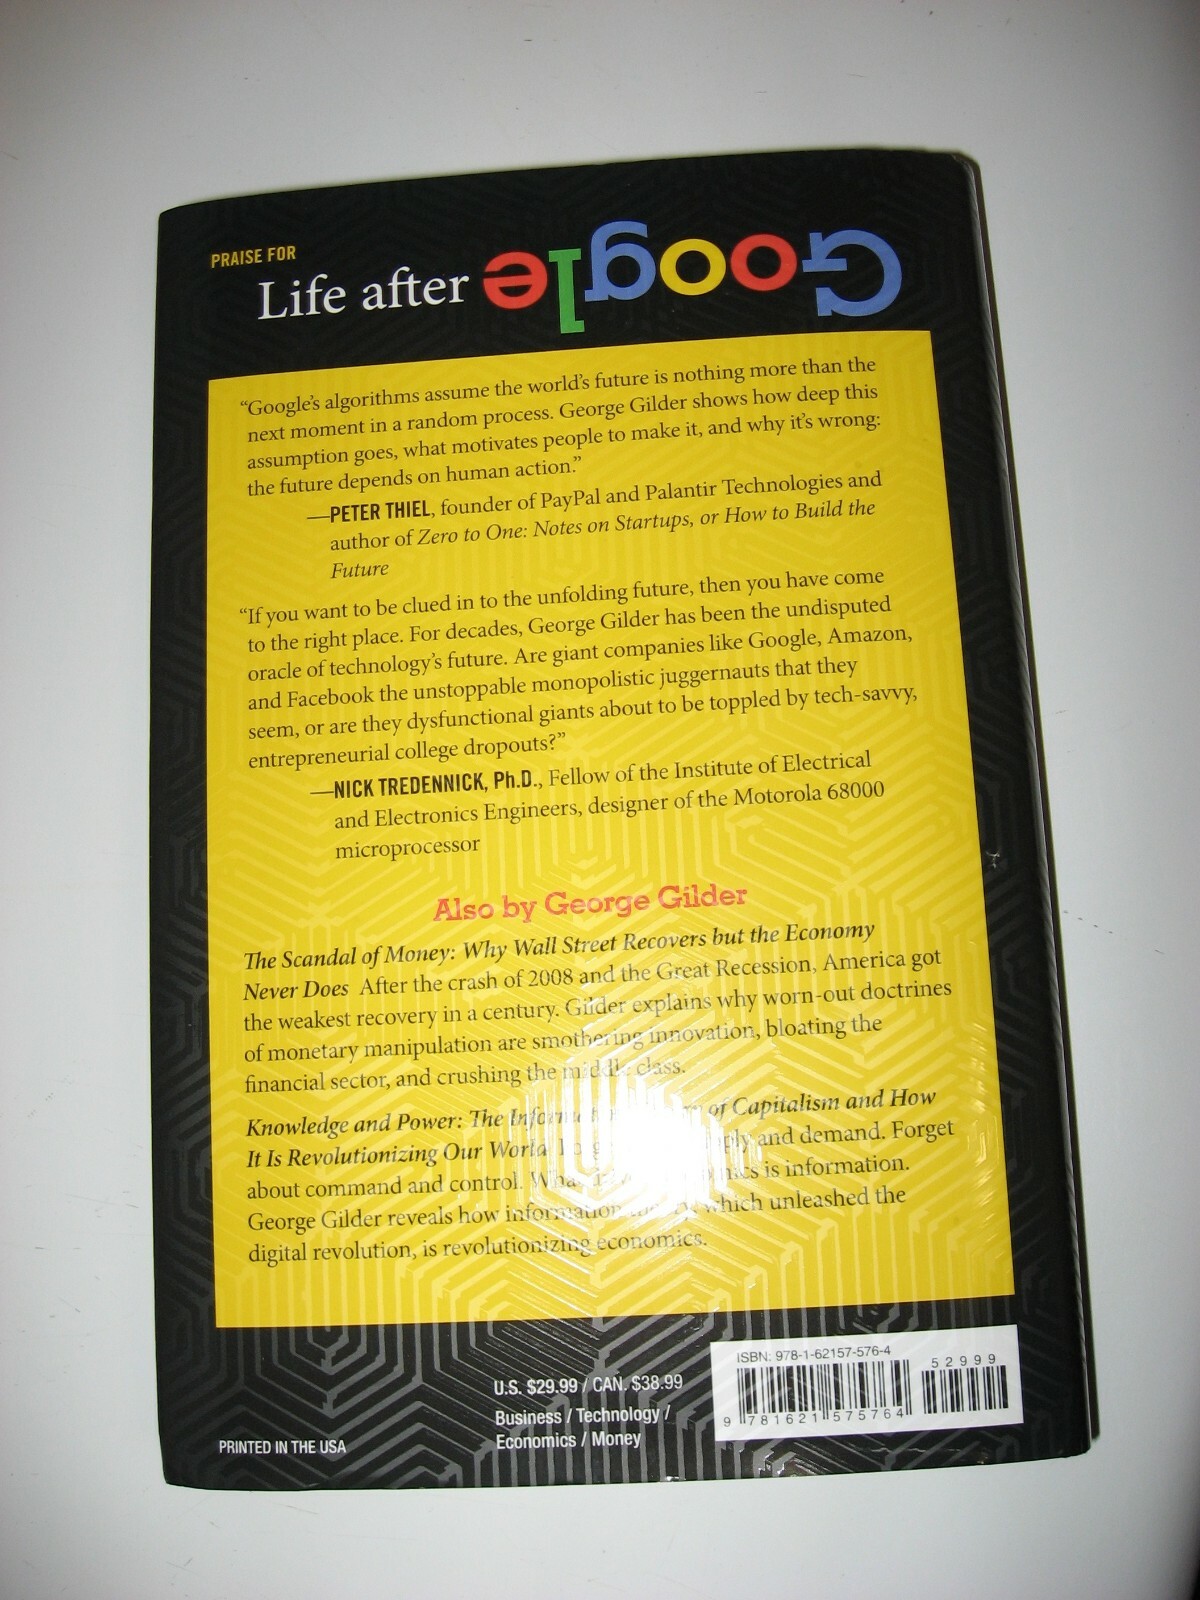 PRAISE FOR
Life after Google
“Google’s algorithms assume the world’s future is nothing more than the
next moment in a random process. George Gilder shows how deep this
assumption goes, what motivates people to make it, and why it’s wrong:
the future depends on human action.”
—PETER THIEL, founder of PayPal and Palantir Technologies and
author of Zero to One: Notes on Startups, or How to Build the
Future
“If you want to be clued in to the unfolding future, then you have come
to the right place. For decades, George Gilder has been the undisputed
oracle of technology’s future. Are giant companies like Google, Amazon,
and Facebook the unstoppable monopolistic juggernauts that they
seem, or are they dysfunctional giants about to be toppled by tech-savvy,
entrepreneurial college dropouts?”
—NICK TREDENNICK, Ph.D., Fellow of the Institute of Electrical
and Electronics Engineers, designer of the Motorola 68000
microprocessor
Also by George Gilder
The Scandal of Money: Why Wall Street Recovers but the Economy
Never Does After the crash of 2008 and the Great Recession, America got
the weakest recovery in a century. Gilder explains why worn-out doctrines
of monetary manipulation are smothering innovation, bloating the
financial sector, and crushing the middle class.
Knowledge and Power: The of Capitalism and How
It Is Revolutionizing Our World and demand. Forget
about command and control. is information.
George Gilder reveals how information which unleashed the
digital revolution, is revolutionizing economics.
ISBN: 978-1-62157-576-4
52999
9 781621 575764
U.S. $29.99 / CAN. $38.99
Business / Technology /
Economics / Money
PRINTED IN THE USA